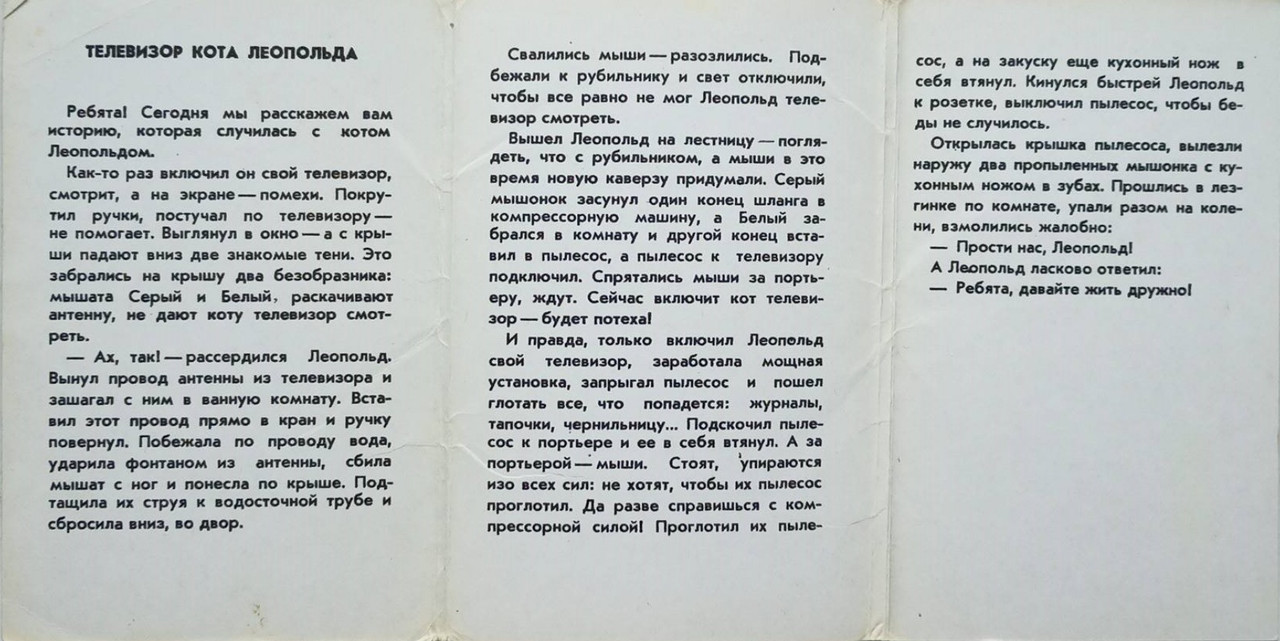 ТЕЛЕВИЗОР КОТА ЛЕОПОЛЬДА
Ребята! Сегодня мы расскажем вам
историю, которая случилась с котом
Леопольдом.
Как-то раз включил он свой телевизор,
смотрит, а на экране — помехи. Покру-
тил ручки, постучал по телевизору —
не помогает. Выглянул в окно — а с кры-
ши падают вниз две знакомые тени. Это
забрались на крышу два безобразника:
мышата Серый и Белый, раскачивают
антенну, не дают коту телевизор смот-
реть.
— Ах, так! — рассердился Леопольд.
Вынул провод антенны из телевизора и
зашагал с ним в ванную комнату. Вста-
вил этот провод прямо в кран и ручку
повернул. Побежала по проводу вода,
ударила фонтаном из антенны, сбила
мышат с ног и понесла по крыше. Под-
тащила их струя к водосточной трубе и
сбросила вниз, во двор.
Свалились мыши — разозлились. Под-
бежали к рубильнику и свет отключили,
чтобы все равно не мог Леопольд теле-
визор смотреть.
Вышел Леопольд на лестницу — погля-
деть, что с рубильником, а мыши в это
время новую каверзу придумали. Серый
мышонок засунул один конец шланга в
компрессорную машину, а Белый за-
брался в комнату и другой конец вста-
вил в пылесос, а пылесос к телевизору
подключил. Спрятались мыши за порть-
еру, ждут. Сейчас включит кот телеви-
зор — будет потеха!
И правда, только включил Леопольд
свой телевизор, заработала мощная
установка, запрыгал пылесос и пошел
глотать все, что попадется: журналы,
тапочки, чернильницу... Подскочил пыле-
сос к портьере и ее в себя втянул. А за
портьерой — мыши. Стоят, упираются
изо всех сил: не хотят, чтобы их пылесос
проглотил. Да разве справишься с ком-
прессорной силой! Проглотил их пыле-
сос, а на закуску еще кухонный нож в
себя втянул. Кинулся быстрей Леопольд
к розетке, выключил пылесос, чтобы бе-
ды не случилось.
Открылась крышка пылесоса, вылезли
наружу два пропыленных мышонка с ку-
хонным ножом в зубах. Прошлись в лез-
гинке по комнате, упали разом на коле-
ни, взмолились жалобно:
— Прости нас, Леопольд!
А Леопольд ласково ответил:
— Ребята, давайте жить дружно!